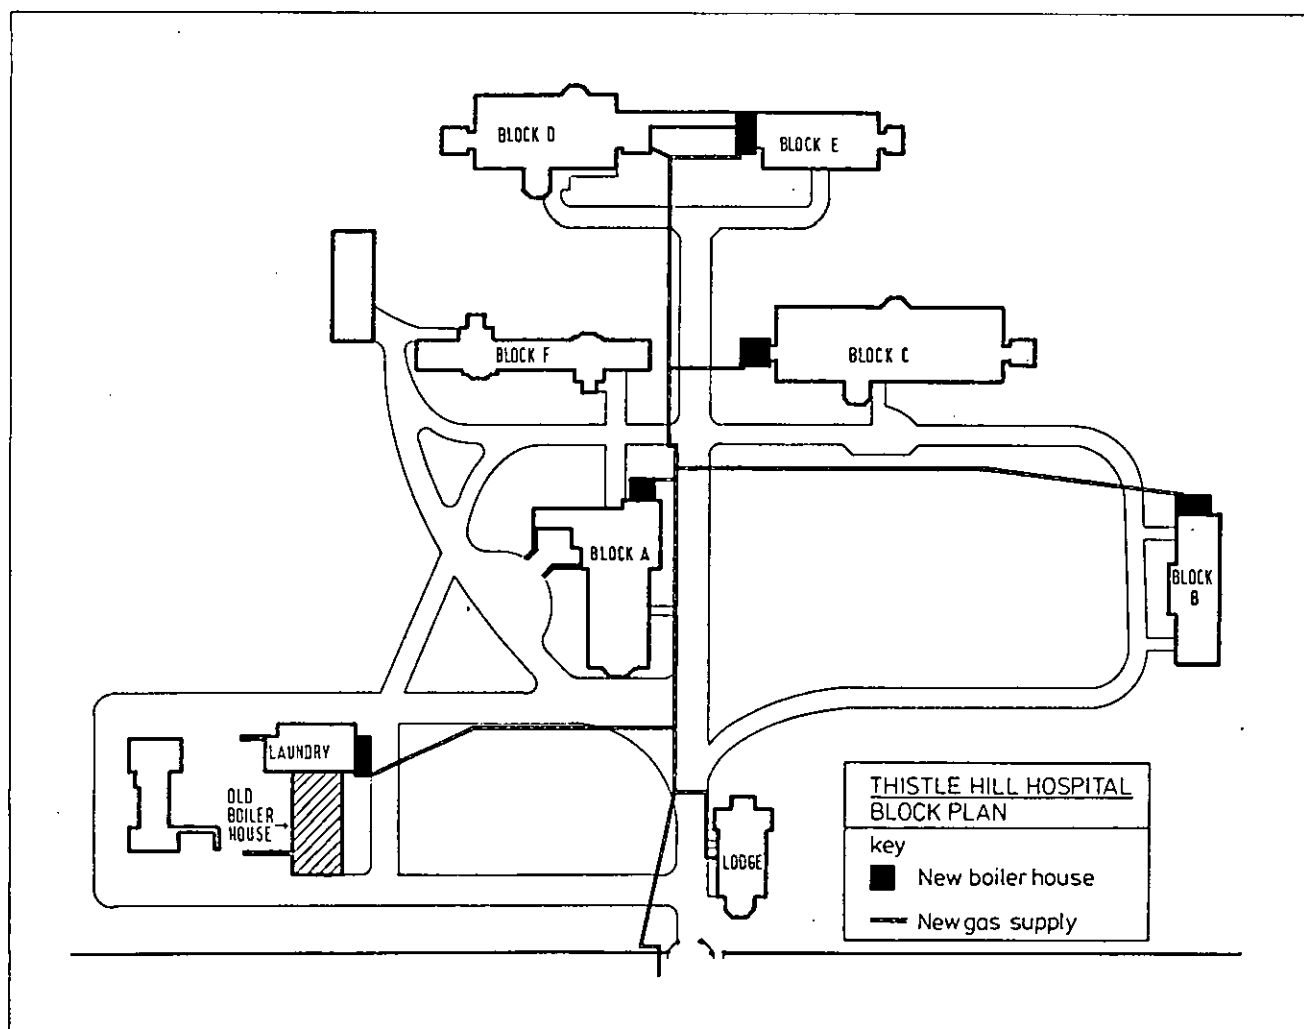 BLOCK D
BLOCK E
BLOCK F
BLOCK C
BLOCK A
BLOCK
B
LAUNDRY
OLD
BOILER
HOUSE
LODGE
THISTLE HILL HOSPITAL
BLOCK PLAN
key
New boiler house
New gas supply